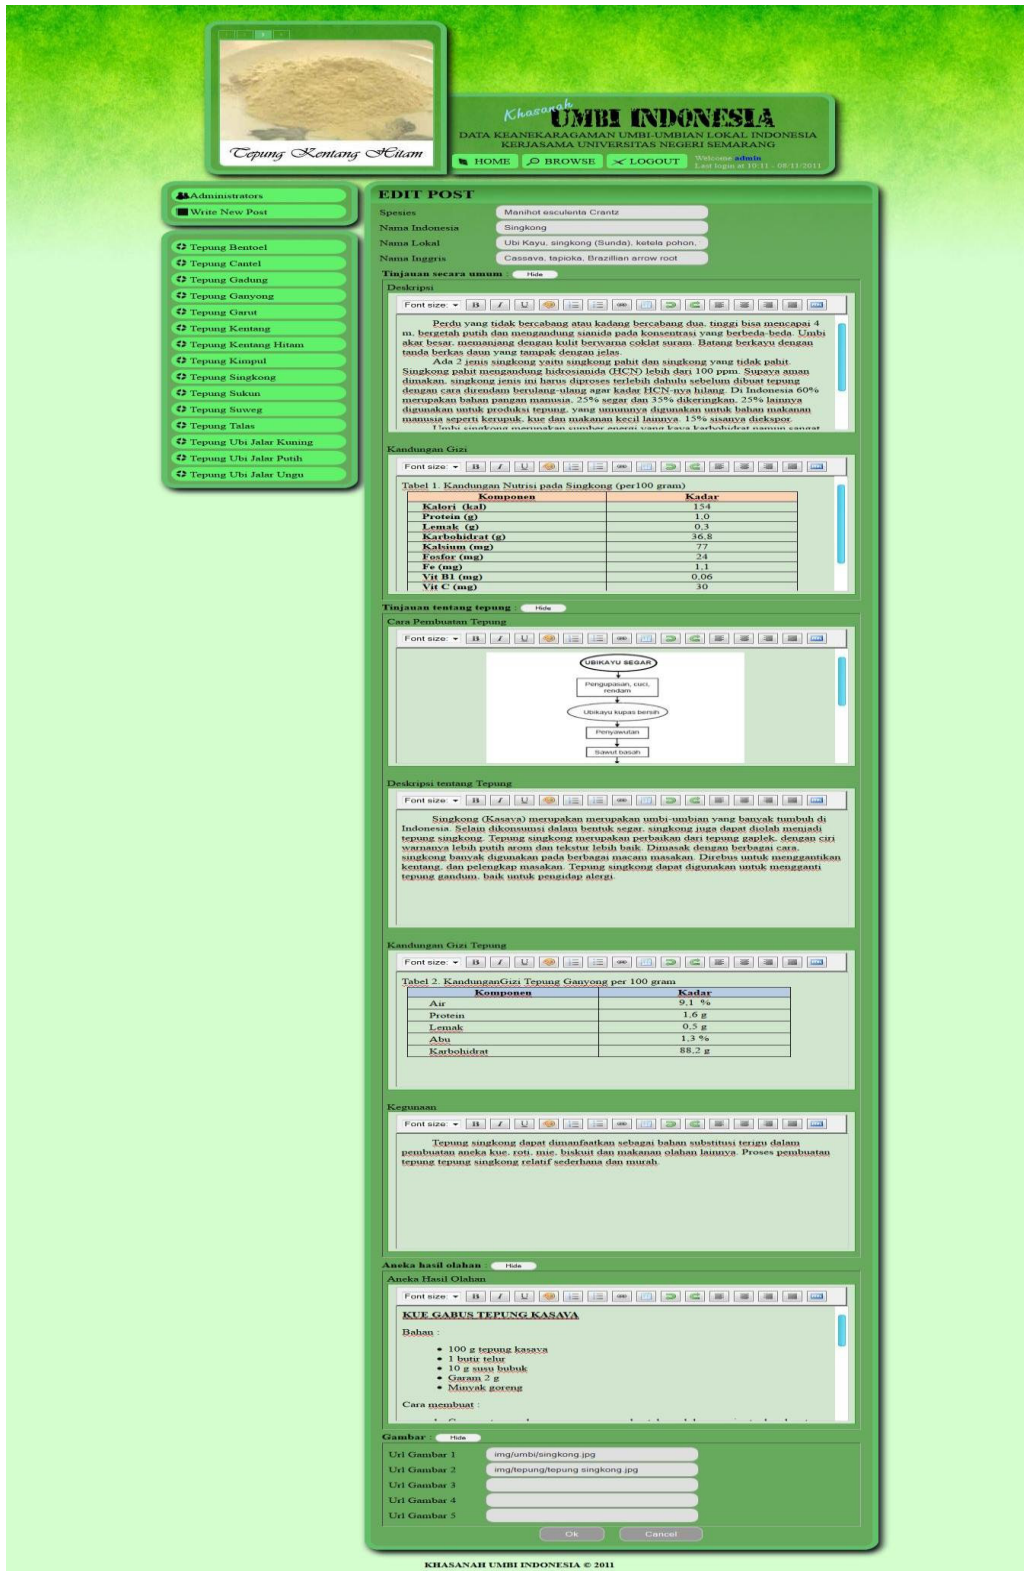 Tepung Kentang Hitam
Khasanah
UMBI INDONESIA
DATA KEANEKARAGAMAN UMBI-UMBIAN LOKAL INDONESIA
KERJASAMA UNIVERSITAS NEGERI SEMARANG
HOME BROWSE LOGOUT
Welcome admin
Last login at 10:11 - 08/11/2011
Administrators
Write New Post
Tepung Bentoel
Tepung Cantel
Tepung Gadung
Tepung Ganyong
Tepung Garut
Tepung Kentang
Tepung Kentang Hitam
Tepung Kimpul
Tepung Singkong
Tepung Sukun
Tepung Suweg
Tepung Talas
Tepung Ubi Jalar Kuning
Tepung Ubi Jalar Putih
Tepung Ubi Jalar Ungu
EDIT POST
Spesies Manihot esculenta Crantz
Nama Indonesia Singkong
Nama Lokal Ubi Kayu, singkong (Sunda), ketela pohon,
Nama Inggris Cassava, tapioka, Brazillian arrow root
Tinjauan secara umum : Hide
Deskripsi
Font size: B I U
Perdu yang tidak bercabang atau kadang bercabang dua, tinggi bisa mencapai 4
m, bergetah putih dan mengandung sianida pada konsentrasi yang berbeda-beda. Umbi
akar besar, memanjang dengan kulit berwarna coklat suram. Batang berkayu dengan
tanda berkas daun yang tampak dengan jelas.
Ada 2 jenis singkong yaitu singkong pahit dan singkong yang tidak pahit.
Singkong pahit mengandung hidrosianida (HCN) lebih dari 100 ppm. Supaya aman
dimakan, singkong jenis ini harus diproses terlebih dahulu sebelum dibuat tepung
dengan cara direndam berulang-ulang agar kadar HCN-nya hilang. Di Indonesia 60%
merupakan bahan pangan manusia, 25% segar dan 35% dikeringkan, 25% lainnya
digunakan untuk produksi tepung, yang umumnya digunakan untuk bahan makanan
manusia seperti kerupuk, kue dan makanan kecil lainnya. 15% sisanya diekspor.
Umbi singkong merupakan sumber energi yang kaya karbohidrat namun sangat
Kandungan Gizi
Font size: B I U
Tabel 1. Kandungan Nutrisi pada Singkong (per100 gram)
Komponen Kadar
Kalori (kal) 154
Protein (g) 1,0
Lemak (g) 0,3
Karbohidrat (g) 36,8
Kalsium (mg) 77
Fosfor (mg) 24
Fe (mg) 1,1
Vit B1 (mg) 0,06
Vit C (mg) 30
Tinjauan tentang tepung : Hide
Cara Pembuatan Tepung
Font size: B I U
UBIKAYU SEGAR
Pengupasan, cuci,
rendam
Ubikayu kupas bersih
Penyawutan
Sawut basah
Deskripsi tentang Tepung
Font size: B I U
Singkong (Kasava) merupakan merupakan umbi-umbian yang banyak tumbuh di
Indonesia. Selain dikonsumsi dalam bentuk segar, singkong juga dapat diolah menjadi
tepung singkong. Tepung singkong merupakan perbaikan dari tepung gaplek, dengan ciri
warnanya lebih putih arom dan tekstur lebih baik. Dimasak dengan berbagai cara,
singkong banyak digunakan pada berbagai macam masakan. Direbus untuk menggantikan
kentang, dan pelengkap masakan. Tepung singkong dapat digunakan untuk mengganti
tepung gandum, baik untuk pengidap alergi.
Kandungan Gizi Tepung
Font size: B I U
Tabel 2. KandunganGizi Tepung Ganyong per 100 gram
Komponen Kadar
Air 9,1 %
Protein 1,6 g
Lemak 0,5 g
Abu 1,3 %
Karbohidrat 88,2 g
Kegunaan
Font size: B I U
Tepung singkong dapat dimanfaatkan sebagai bahan substitusi terigu dalam
pembuatan aneka kue, roti, mie, biskuit dan makanan olahan lainnya. Proses pembuatan
tepung tepung singkong relatif sederhana dan murah.
Aneka hasil olahan : Hide
Aneka Hasil Olahan
Font size: B I U
KUE GABUS TEPUNG KASAVA
Bahan :
• 100 g tepung kasava
• 1 butir telur
• 10 g susu bubuk
• Garam 2 g
• Minyak goreng
Cara membuat :
Gambar : Hide
Url Gambar 1 img/umbi/singkong.jpg
Url Gambar 2 img/tepung/tepung singkong.jpg
Url Gambar 3
Url Gambar 4
Url Gambar 5
Ok Cancel
KHASANAH UMBI INDONESIA © 2011